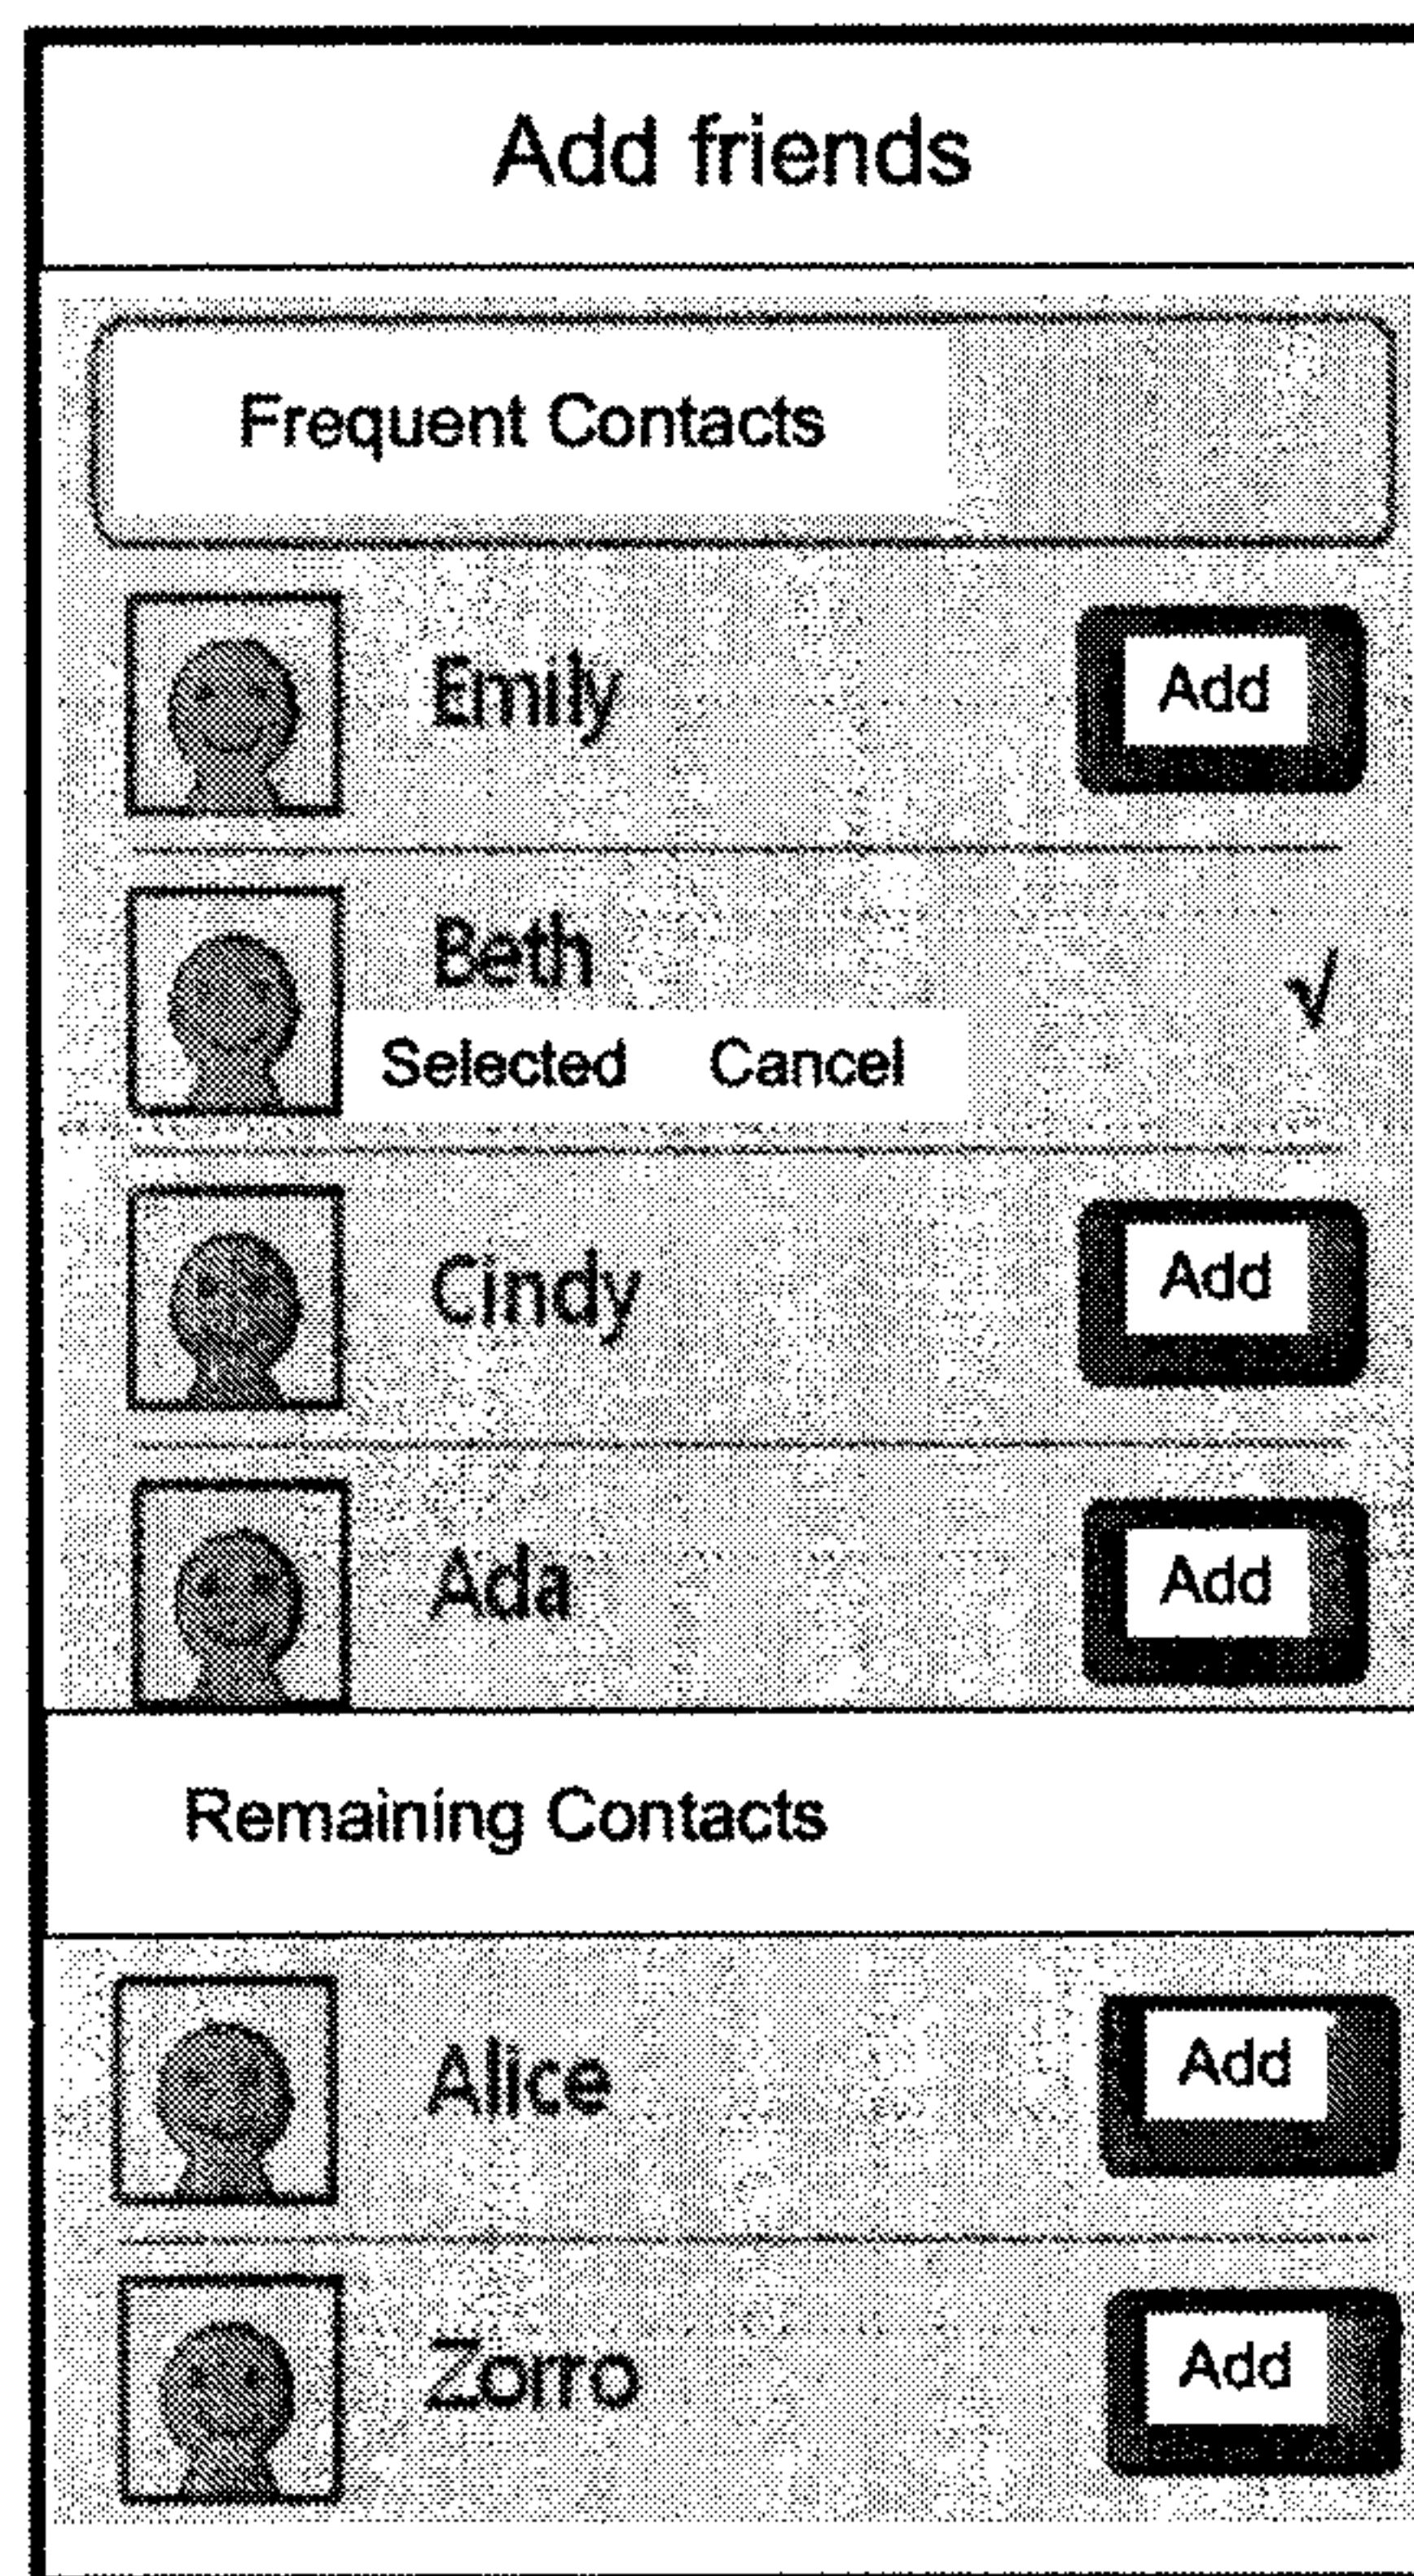 Add friends
Frequent Contacts
Emily Add
Beth √
Selected Cancel
Cindy Add
Ada Add
Remaining Contacts
Alice Add
Zorro Add